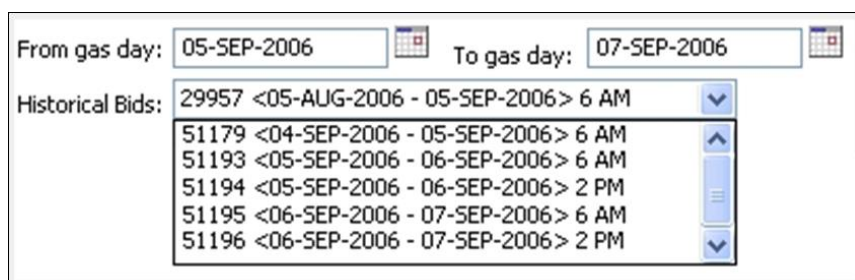 From gas day: 05-SEP-2006 To gas day: 07-SEP-2006
Historical Bids: 29957 <05-AUG-2006 - 05-SEP-2006> 6 AM
51179 <04-SEP-2006 - 05-SEP-2006> 6 AM
51193 <05-SEP-2006 - 06-SEP-2006> 6 AM
51194 <05-SEP-2006 - 06-SEP-2006> 2 PM
51195 <06-SEP-2006 - 07-SEP-2006> 6 AM
51196 <06-SEP-2006 - 07-SEP-2006> 2 PM